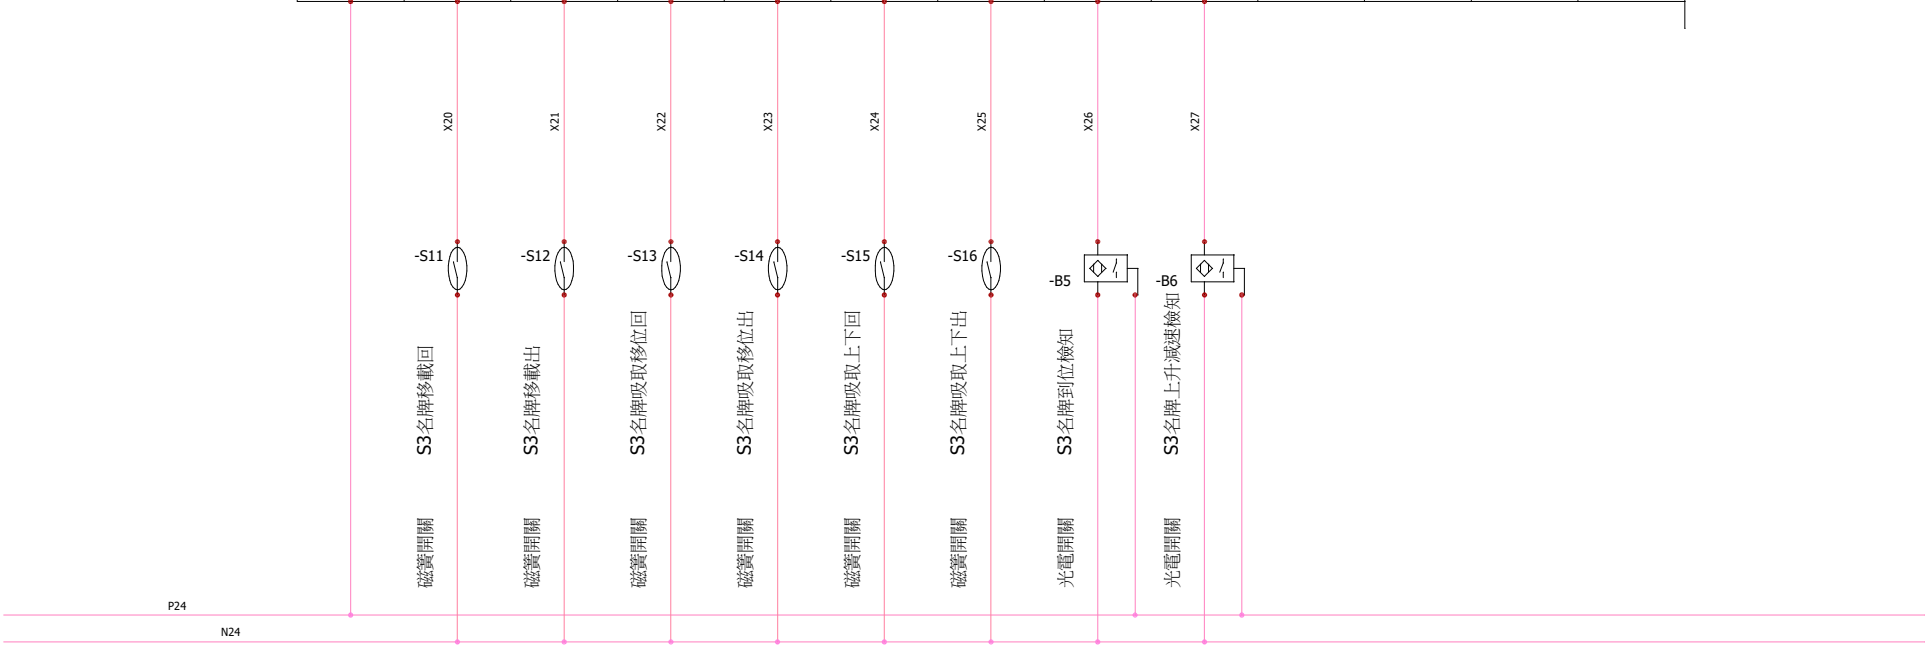 X20
X21
X22
X23
X24
X25
X26
X27
-S11
-S12
-S13
-S14
-S15
-S16
-B5
-B6
S3名牌移載回
S3名牌移載出
S3名牌吸取移位回
S3名牌吸取移位出
S3名牌吸取上下回
S3名牌吸取上下出
S3名牌到位檢知
S3名牌上升減速檢知
磁簧開關
磁簧開關
磁簧開關
磁簧開關
磁簧開關
磁簧開關
光電開關
光電開關
P24
N24